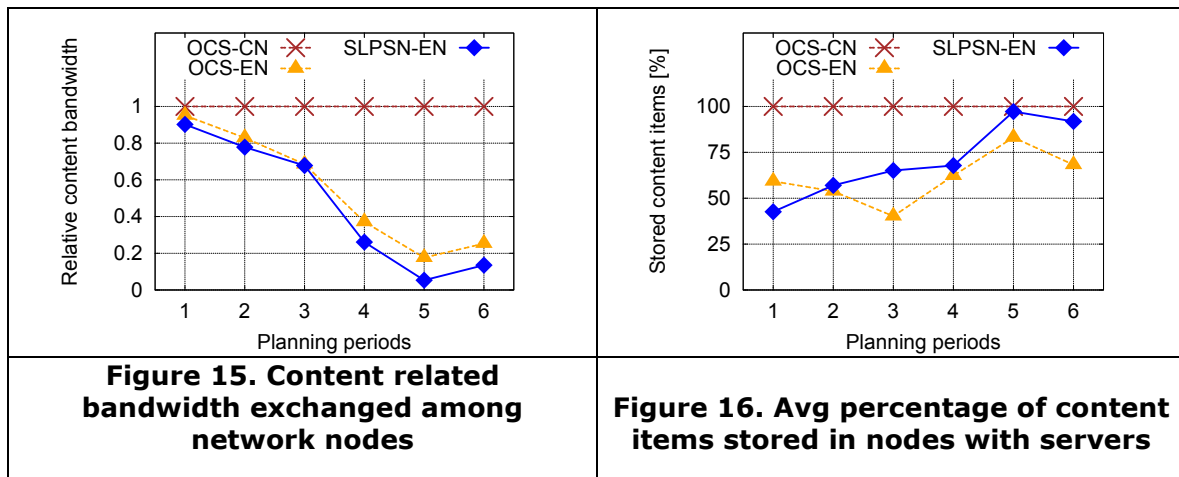 OCS-CN
OCS-EN
SLPSN-EN
Relative content bandwidth
1
0.8
0.6
0.4
0.2
0
1 2 3 4 5 6
Planning periods
OCS-CN
OCS-EN
SLPSN-EN
Stored content items [%]
100
75
50
25
0
1 2 3 4 5 6
Planning periods
Figure 15. Content related
bandwidth exchanged among
network nodes
Figure 16. Avg percentage of content
items stored in nodes with servers